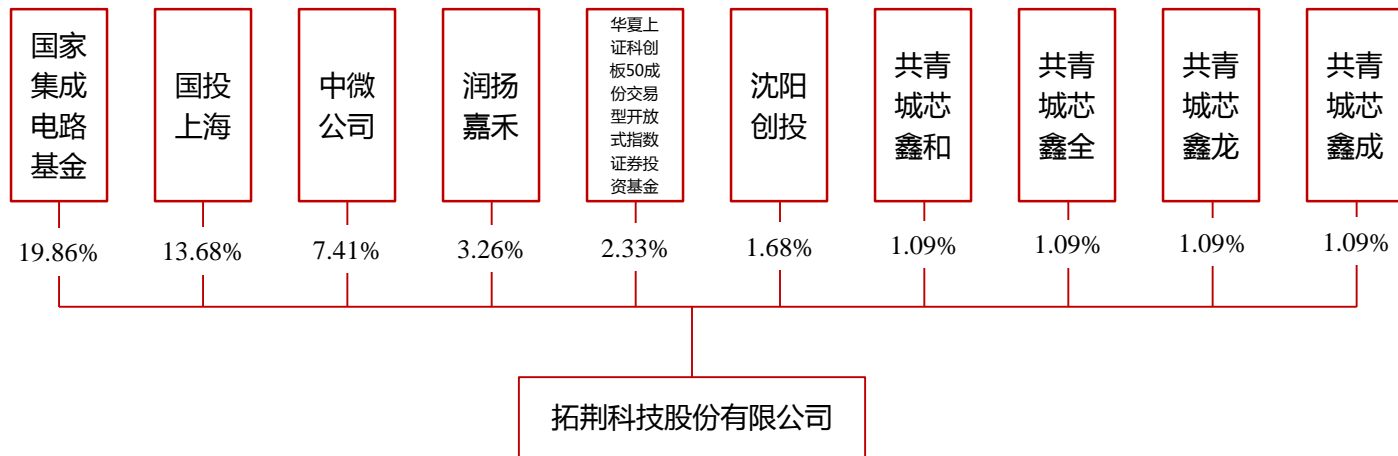 国家
集成
电路
基金
国投
上海
中微
公司
润扬
嘉禾
华夏上
证科创
板50成
份交易
型开放
式指数
证券投
资基金
沈阳
创投
共青
城芯
鑫和
共青
城芯
鑫全
共青
城芯
鑫龙
共青
城芯
鑫成
19.86%
13.68%
7.41%
3.26%
2.33%
1.68%
1.09%
1.09%
1.09%
1.09%
拓荆科技股份有限公司